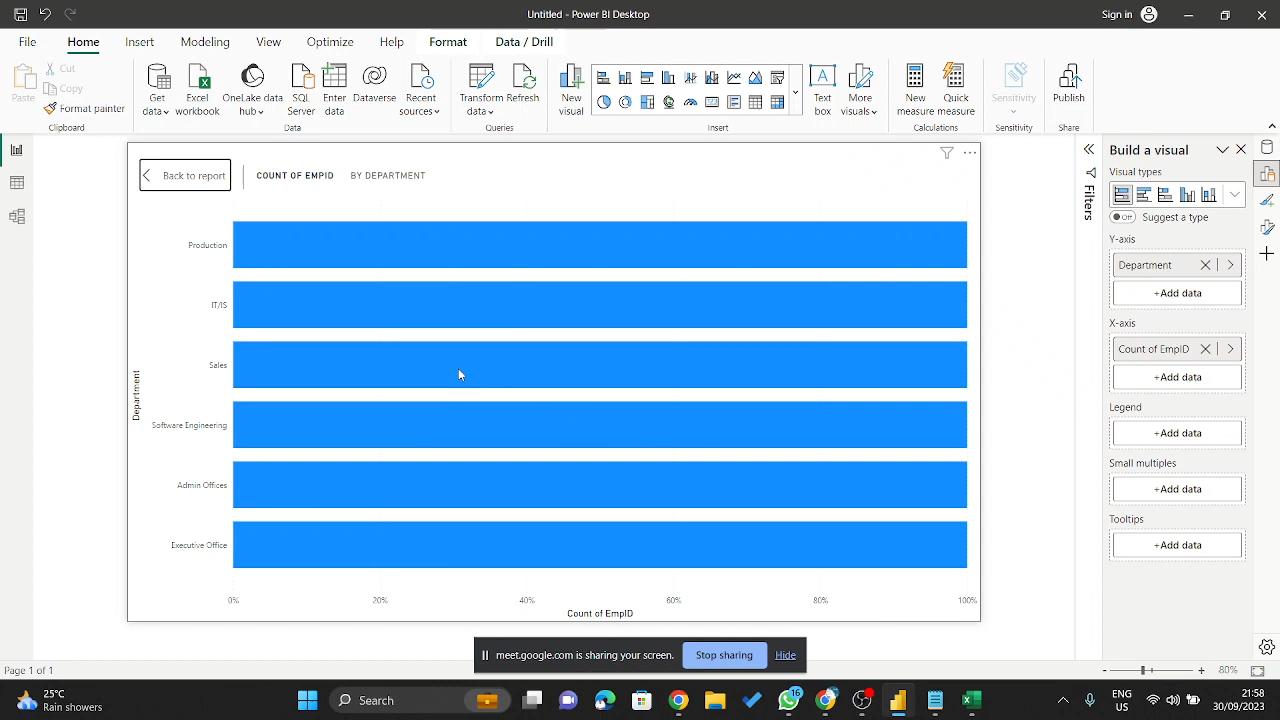 Untitled - Power BI Desktop
Sign in
File Home Insert Modeling View Optimize Help Format Data / Drill
Paste
Cut
Copy
Format painter
Clipboard
Get data
Excel workbook
OneLake data hub
SQL Server
Enter data
Dataverse
Recent sources
Data
Transform data
Refresh
Queries
New visual
Text box
More visuals
Insert
New measure
Quick measure
Calculations
Sensitivity
Sensitivity
Publish
Share
Back to report
COUNT OF EMPID BY DEPARTMENT
Department
Production
IT/IS
Sales
Software Engineering
Admin Offices
Executive Office
0% 20% 40% 60% 80% 100%
Count of EmpID
Filters
Build a visual
Visual types
Off Suggest a type
Y-axis
Department
+Add data
X-axis
Count of EmpID
+Add data
Legend
+Add data
Small multiples
+Add data
Tooltips
+Add data
meet.google.com is sharing your screen. Stop sharing Hide
Page 1 of 1
- + 80%
25°C
Rain showers
Search
16
ENG
US
21:58
30/09/2023